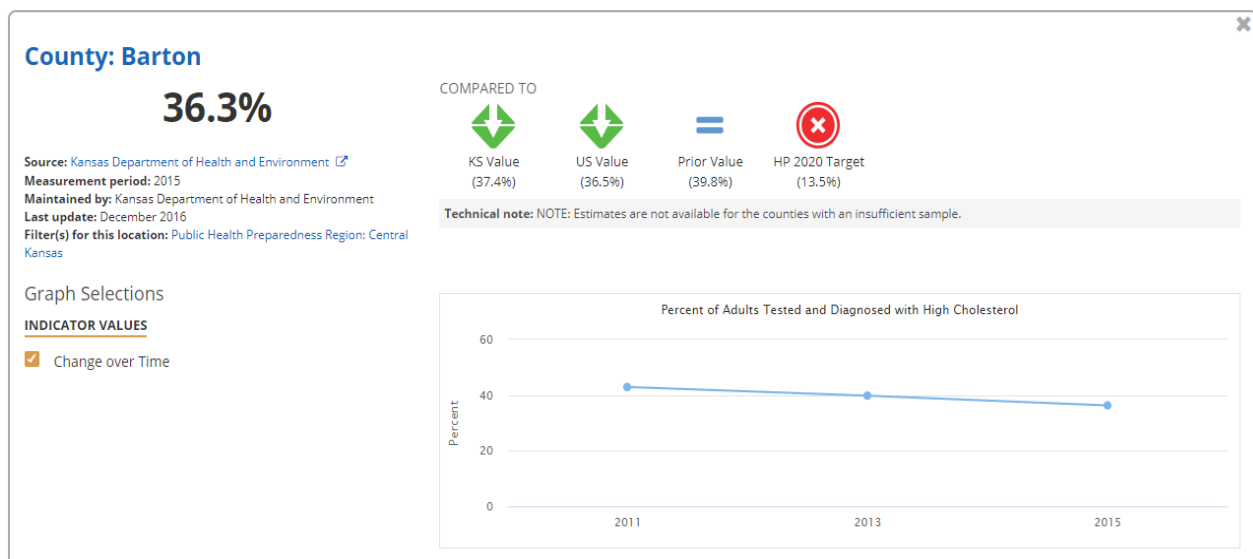 County: Barton
36.3%
Source: Kansas Department of Health and Environment
Measurement period: 2015
Maintained by: Kansas Department of Health and Environment
Last update: December 2016
Filter(s) for this location: Public Health Preparedness Region: Central
Kansas
Graph Selections
INDICATOR VALUES
Change over Time
COMPARED TO
KS Value
(37.4%)
US Value
(36.5%)
Prior Value
(39.8%)
HP 2020 Target
(13.5%)
Technical note: NOTE: Estimates are not available for the counties with an insufficient sample.
Percent of Adults Tested and Diagnosed with High Cholesterol
Percent
60
40
20
0
2011
2013
2015